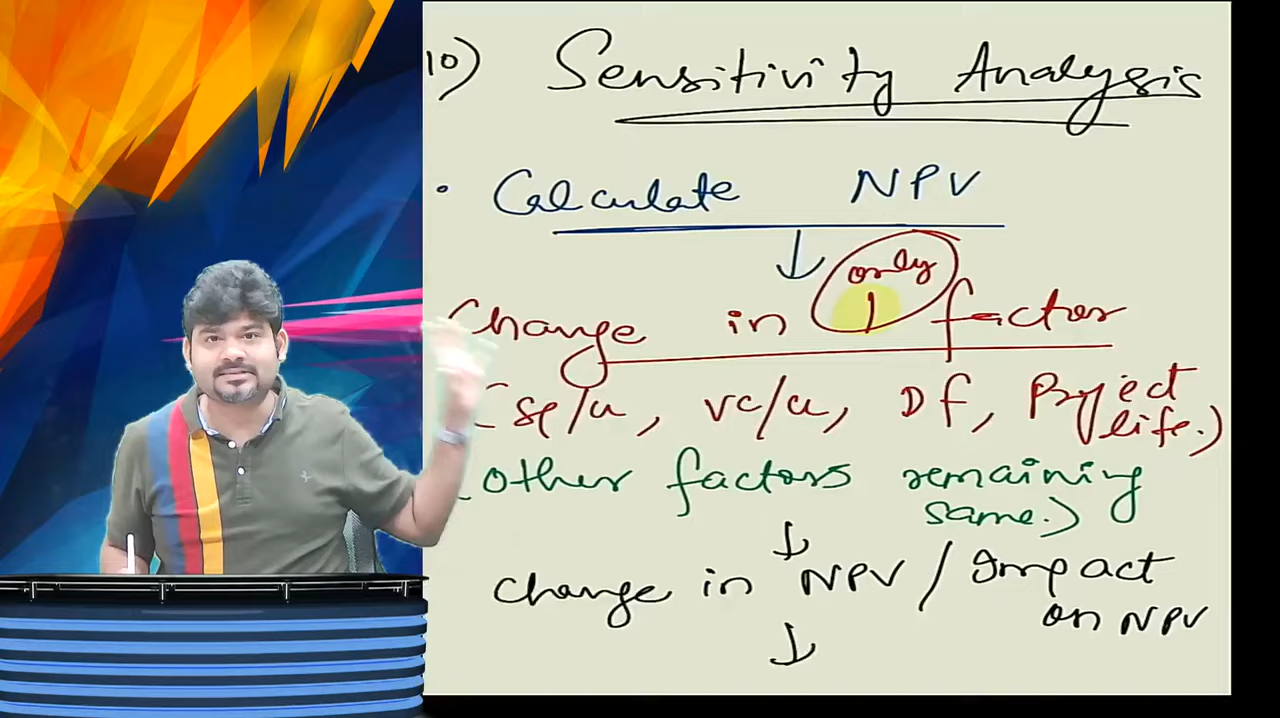 10) Sensitivity Analysis
• Calculate NPV
↓ only
Change in 1 factor
(SP/u, VC/u, DF, Project life.)
(other factors remaining same.)
↓
Change in NPV / Impact on NPV
↓